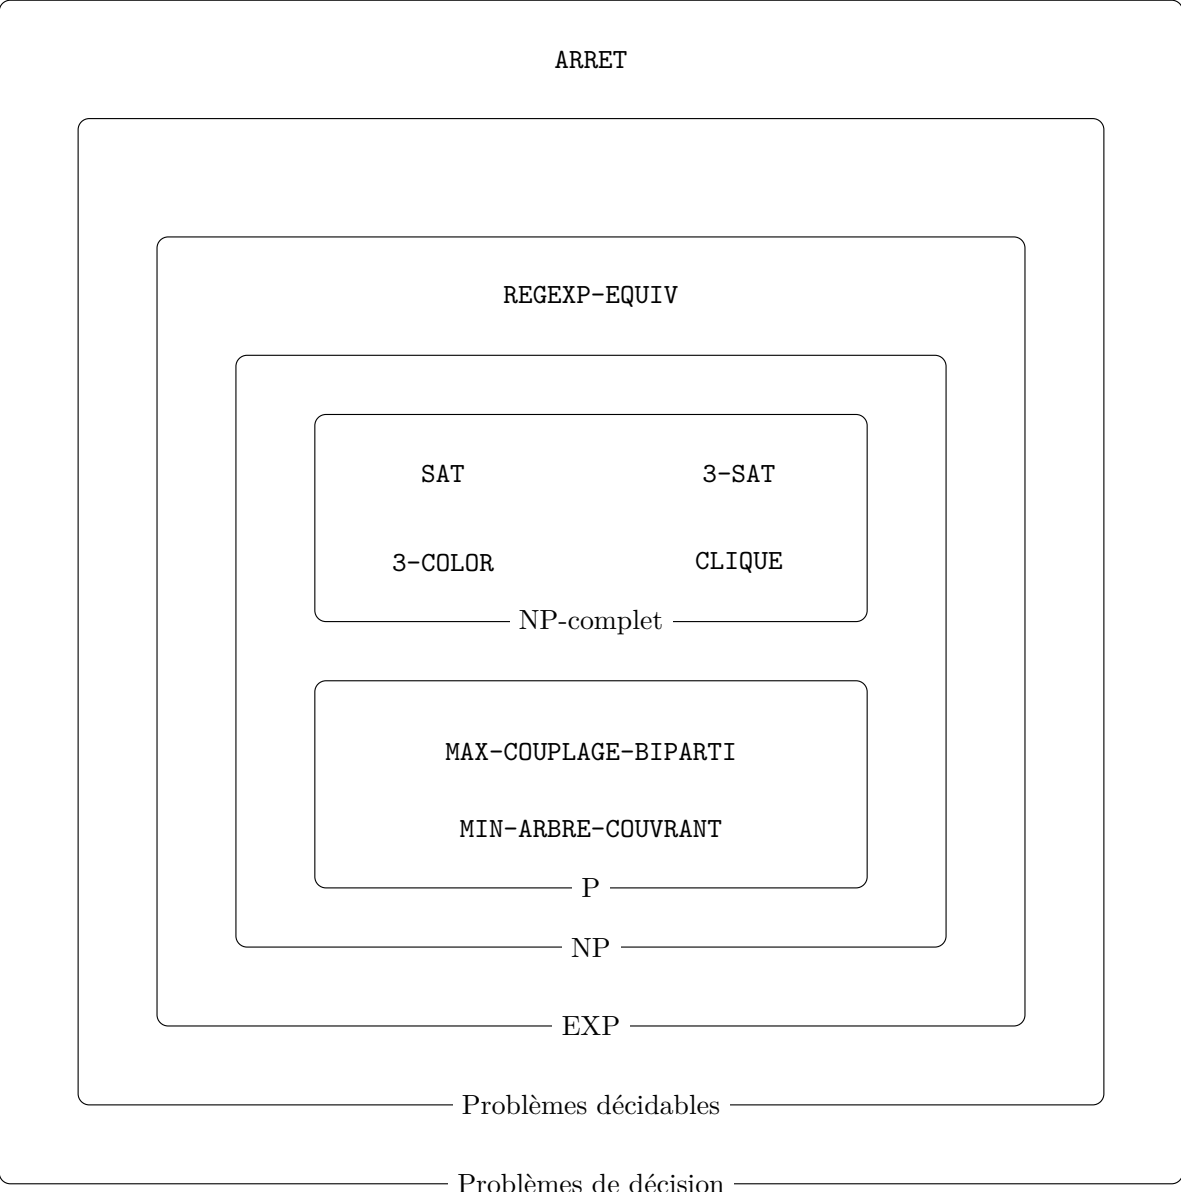 ARRET
REGEXP-EQUIV
SAT 3-SAT
3-COLOR CLIQUE
NP-complet
MAX-COUPLAGE-BIPARTI
MIN-ARBRE-COUVRANT
P
NP
EXP
Problèmes décidables
Problèmes de décision